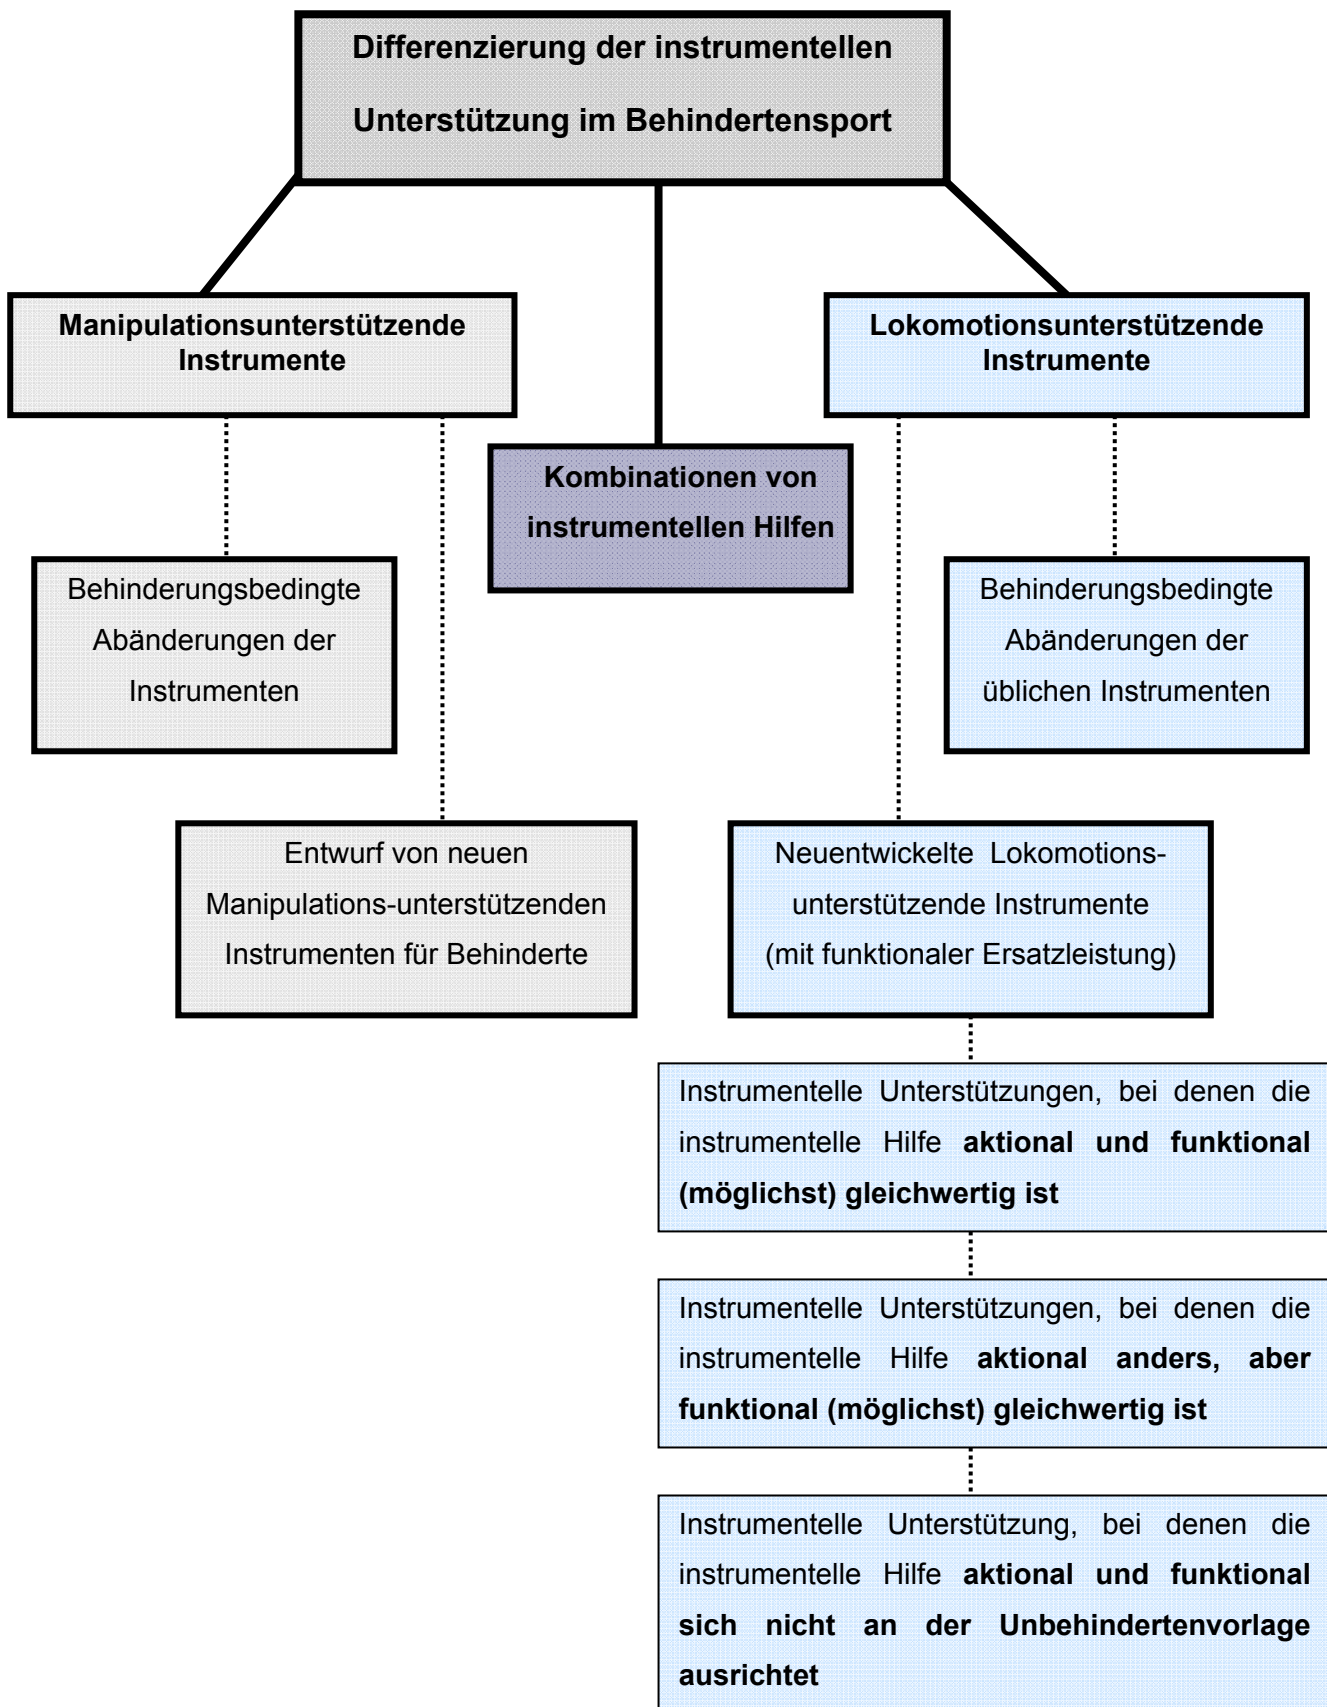 Differenzierung der instrumentellen
Unterstützung im Behindertensport
Manipulationsunterstützende
Instrumente
Lokomotionsunterstützende
Instrumente
Kombinationen von
instrumentellen Hilfen
Behinderungsbedingte
Abänderungen der
Instrumenten
Behinderungsbedingte
Abänderungen der
üblichen Instrumenten
Entwurf von neuen
Manipulations-unterstützenden
Instrumenten für Behinderte
Neuentwickelte Lokomotions-
unterstützende Instrumente
(mit funktionaler Ersatzleistung)
Instrumentelle Unterstützungen, bei denen die
instrumentelle Hilfe aktional und funktional
(möglichst) gleichwertig ist
Instrumentelle Unterstützungen, bei denen die
instrumentelle Hilfe aktional anders, aber
funktional (möglichst) gleichwertig ist
Instrumentelle Unterstützung, bei denen die
instrumentelle Hilfe aktional und funktional
sich nicht an der Unbehindertenvorlage
ausrichtet